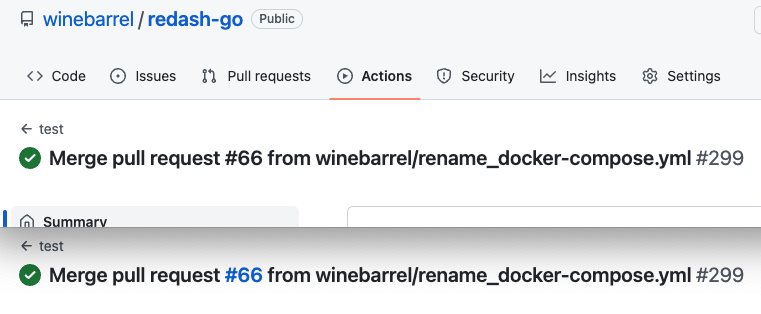 winebarrel / redash-go Public
Code Issues Pull requests Actions Security Insights Settings
← test
Merge pull request #66 from winebarrel/rename_docker-compose.yml #299
Summary
← test
Merge pull request #66 from winebarrel/rename_docker-compose.yml #299